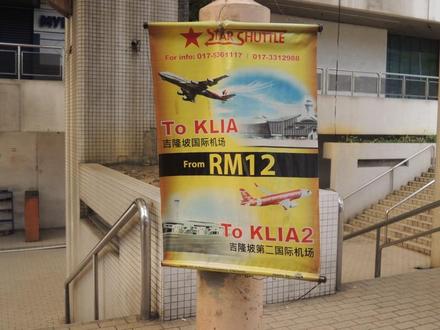 STAR SHUTTLE
For info: 017-5361117 / 017-3312988
To KLIA
吉隆坡国际机场
From RM12
To KLIA2
吉隆坡第二国际机场